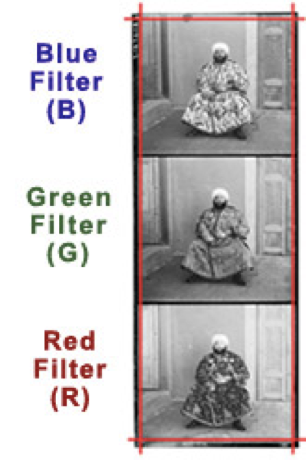 Blue
Filter
(B)
Green
Filter
(G)
Red
Filter
(R)